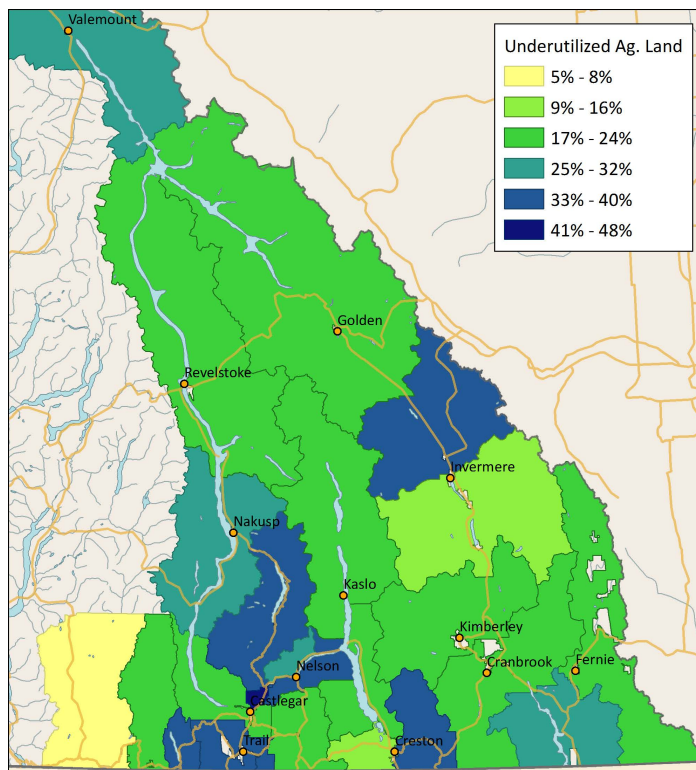 Valemount
Underutilized Ag. Land
5% - 8%
9% - 16%
17% - 24%
25% - 32%
33% - 40%
41% - 48%
Golden
Revelstoke
Invermere
Nakusp
Kaslo
Kimberley
Nelson
Cranbrook
Fernie
Castlegar
Trail
Creston